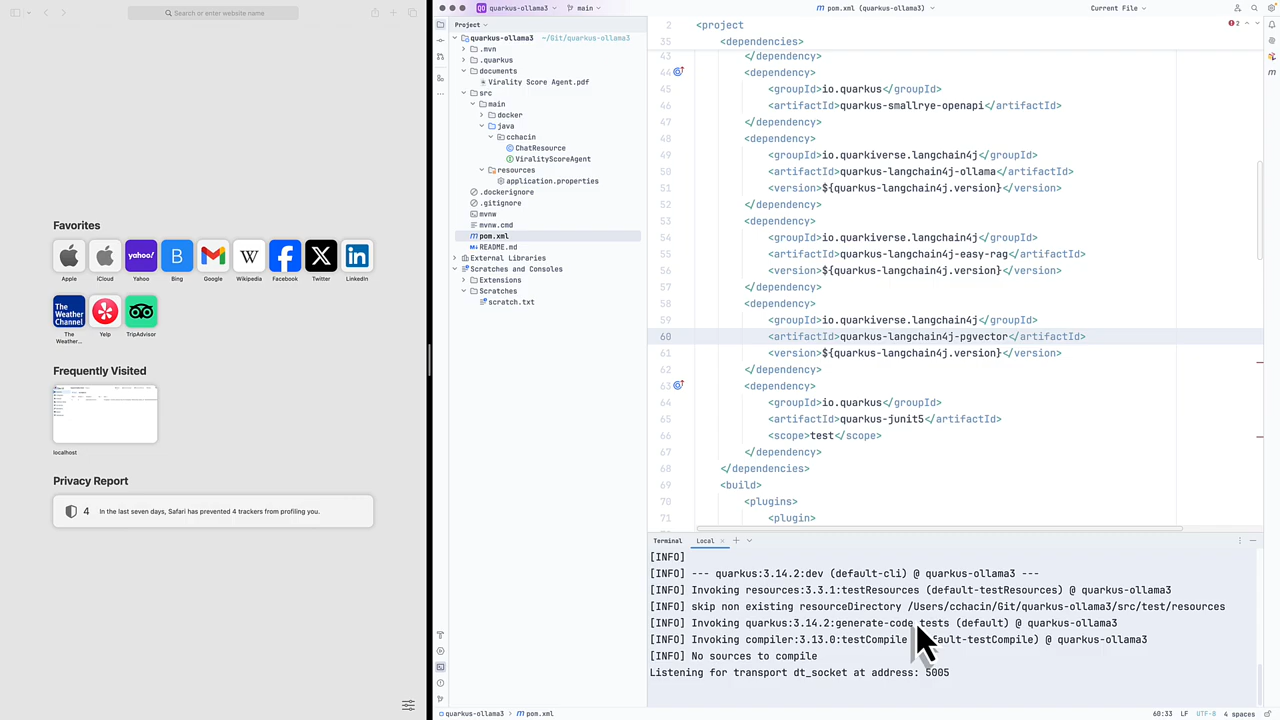 Search or enter website name
Favorites
Apple
iCloud
yahoo!
Yahoo
B
Bing
Google
W
Wikipedia
Facebook
Twitter
in
LinkedIn
The Weather Channel
The Weather...
Yelp
TripAdvisor
Frequently Visited
localhost
Privacy Report
4 In the last seven days, Safari has prevented 4 trackers from profiling you.
QO quarkus-ollama3 main
pom.xml (quarkus-ollama3)
Current File
Project
quarkus-ollama3 ~/Git/quarkus-ollama3
.mvn
.quarkus
documents
Virality Score Agent.pdf
src
main
docker
java
cchacin
ChatResource
ViralityScoreAgent
resources
application.properties
.dockerignore
.gitignore
mvnw
mvnw.cmd
pom.xml
README.md
External Libraries
Scratches and Consoles
Extensions
Scratches
scratch.txt
2 <project
35 <dependencies>
43 </dependency>
44 <dependency>
45 <groupId>io.quarkus</groupId>
46 <artifactId>quarkus-smallrye-openapi</artifactId>
47 </dependency>
48 <dependency>
49 <groupId>io.quarkiverse.langchain4j</groupId>
50 <artifactId>quarkus-langchain4j-ollama</artifactId>
51 <version>${quarkus-langchain4j.version}</version>
52 </dependency>
53 <dependency>
54 <groupId>io.quarkiverse.langchain4j</groupId>
55 <artifactId>quarkus-langchain4j-easy-rag</artifactId>
56 <version>${quarkus-langchain4j.version}</version>
57 </dependency>
58 <dependency>
59 <groupId>io.quarkiverse.langchain4j</groupId>
60 <artifactId>quarkus-langchain4j-pgvector</artifactId>
61 <version>${quarkus-langchain4j.version}</version>
62 </dependency>
63 <dependency>
64 <groupId>io.quarkus</groupId>
65 <artifactId>quarkus-junit5</artifactId>
66 <scope>test</scope>
67 </dependency>
68 </dependencies>
69 <build>
70 <plugins>
71 <plugin>
2
Terminal Local
[INFO]
[INFO] --- quarkus:3.14.2:dev (default-cli) @ quarkus-ollama3 ---
[INFO] Invoking resources:3.3.1:testResources (default-testResources) @ quarkus-ollama3
[INFO] skip non existing resourceDirectory /Users/cchacin/Git/quarkus-ollama3/src/test/resources
[INFO] Invoking quarkus:3.14.2:generate-code-tests (default) @ quarkus-ollama3
[INFO] Invoking compiler:3.13.0:testCompile (default-testCompile) @ quarkus-ollama3
[INFO] No sources to compile
Listening for transport dt_socket at address: 5005
quarkus-ollama3 pom.xml
60:33 LF UTF-8 4 spaces